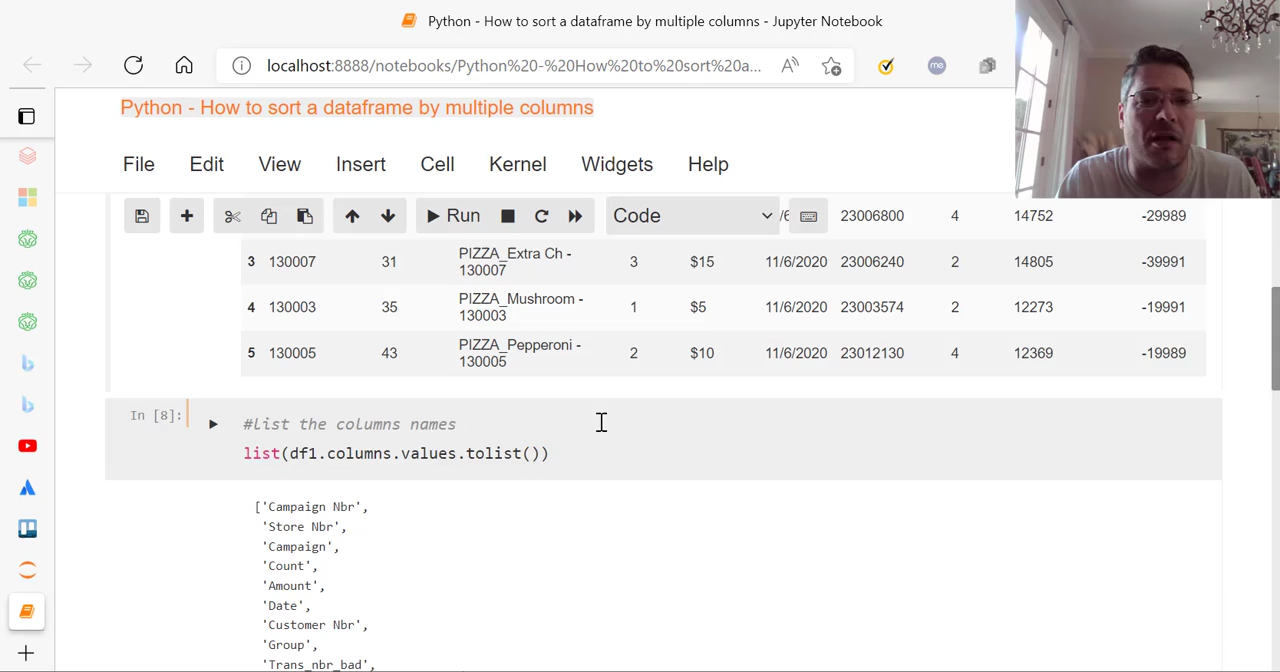 Python - How to sort a dataframe by multiple columns - Jupyter Notebook
localhost:8888/notebooks/Python%20-%20How%20to%20sort%20a...
me
Python - How to sort a dataframe by multiple columns
File Edit View Insert Cell Kernel Widgets Help
Run Code
/6 23006800 4 14752 -29989
3 130007 31 PIZZA_Extra Ch - 3 $15 11/6/2020 23006240 2 14805 -39991
130007
4 130003 35 PIZZA_Mushroom - 1 $5 11/6/2020 23003574 2 12273 -19991
130003
5 130005 43 PIZZA_Pepperoni - 2 $10 11/6/2020 23012130 4 12369 -19989
130005
In [8]: #list the columns names
list(df1.columns.values.tolist())
['Campaign Nbr',
'Store Nbr',
'Campaign',
'Count',
'Amount',
'Date',
'Customer Nbr',
'Group',
'Trans_nbr_bad',